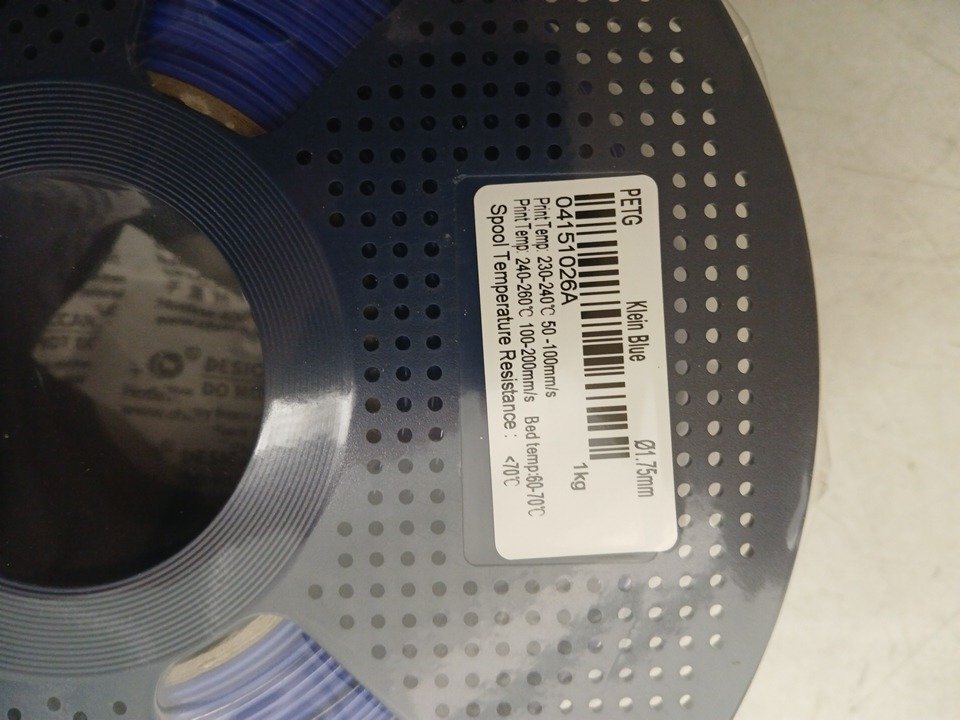 PETG Klein Blue Ø1.75mm
1kg
04151026A
Print Temp: 230-240℃ 50 -100mm/s
Print Temp: 240-260℃ 100-200mm/s Bed temp:60-70℃
Spool Temperature Resistance : <70℃